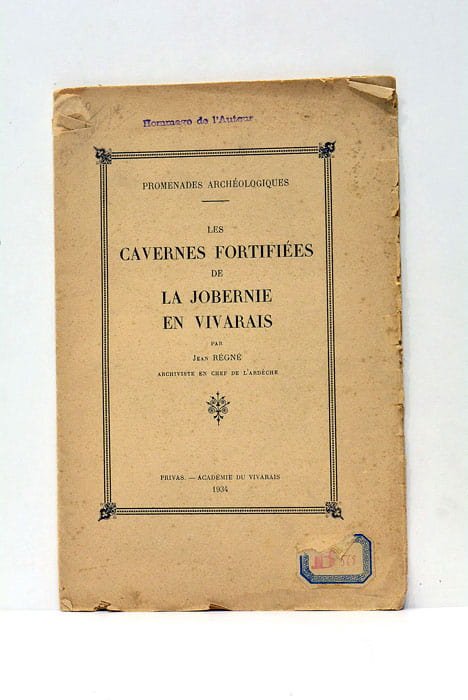 Hommage de l'Auteur
PROMENADES ARCHÉOLOGIQUES
LES
CAVERNES FORTIFIÉES
DE
LA JOBERNIE
EN VIVARAIS
PAR
JEAN RÉGNÉ
ARCHIVISTE EN CHEF DE L'ARDÈCHE
PRIVAS. — ACADÉMIE DU VIVARAIS
1934